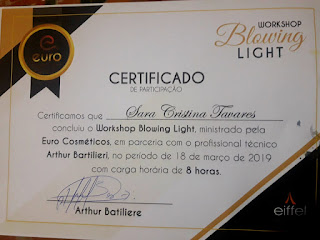 euro
WORKSHOP
Blowing
LIGHT
CERTIFICADO
DE PARTICIPAÇÃO
Certificamos que Sara Cristina Tavares
concluiu o Workshop Blowing Light, ministrado pela
Euro Cosméticos, em parceria com o profissional técnico
Arthur Bartilieri, no período de 18 de março de 2019
com carga horária de 8 horas.
Arthur Batiliere
eiffel